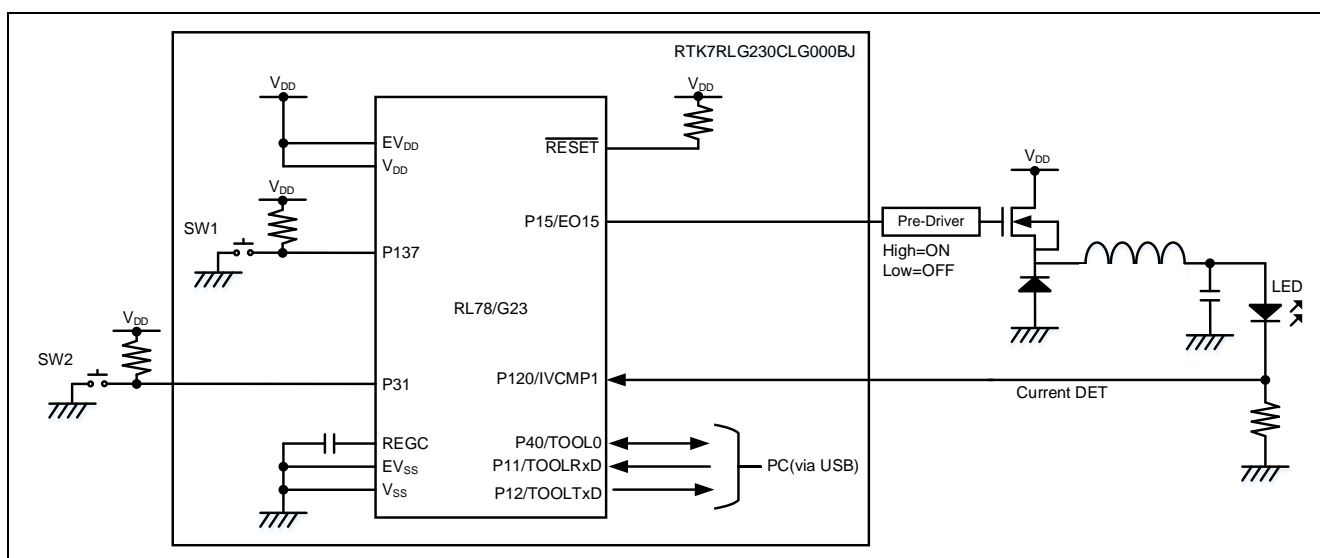 RTK7RLG230CLG000BJ
VDD
VDD
EVDD
RESET
VDD
VDD
VDD
P15/EO15
Pre-Driver
SW1
P137
High=ON
Low=OFF
LED
RL78/G23
VDD
SW2
P31
P120/IVCMP1
Current DET
REGC
P40/TOOL0
EVSS
P11/TOOLRxD
PC(via USB)
VSS
P12/TOOLTxD